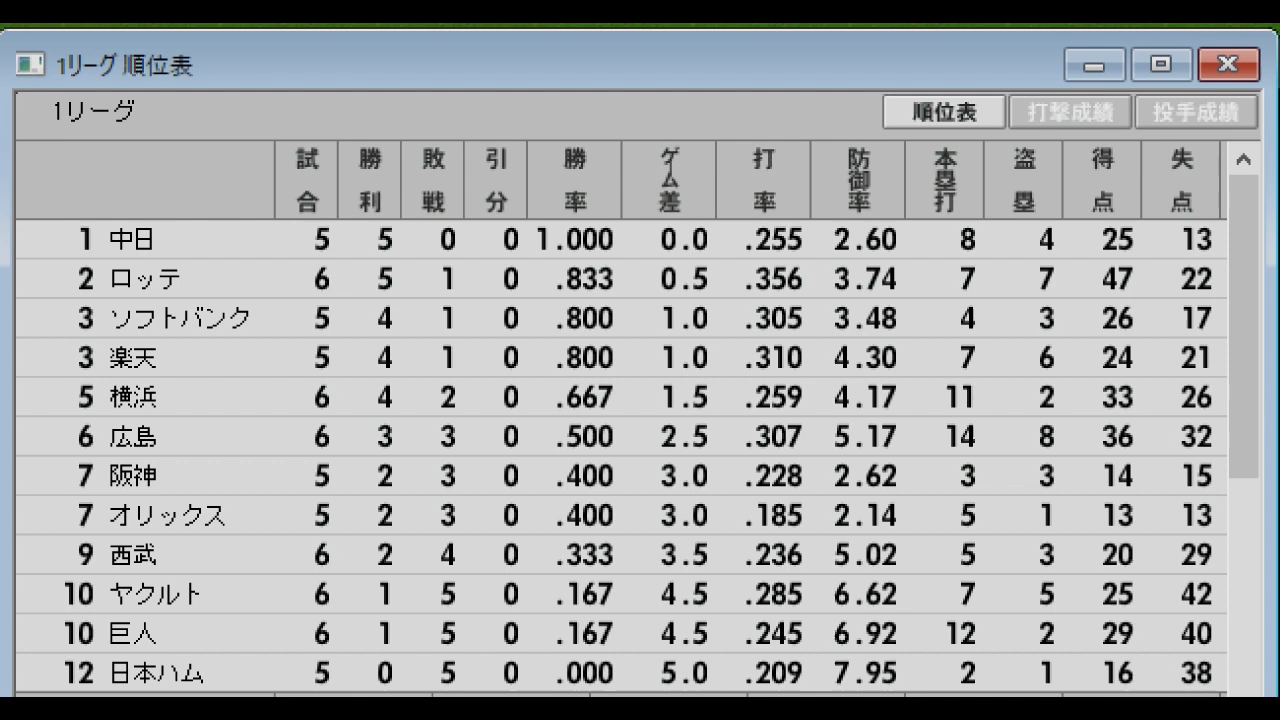 1リーグ 順位表
1リーグ 順位表 打撃成績 投手成績
試合 勝利 敗戦 引分 勝率 ゲーム差 打率 防御率 本塁打 盗塁 得点 失点
1 中日 5 5 0 0 1.000 0.0 .255 2.60 8 4 25 13
2 ロッテ 6 5 1 0 .833 0.5 .356 3.74 7 7 47 22
3 ソフトバンク 5 4 1 0 .800 1.0 .305 3.48 4 3 26 17
3 楽天 5 4 1 0 .800 1.0 .310 4.30 7 6 24 21
5 横浜 6 4 2 0 .667 1.5 .259 4.17 11 2 33 26
6 広島 6 3 3 0 .500 2.5 .307 5.17 14 8 36 32
7 阪神 5 2 3 0 .400 3.0 .228 2.62 3 3 14 15
7 オリックス 5 2 3 0 .400 3.0 .185 2.14 5 1 13 13
9 西武 6 2 4 0 .333 3.5 .236 5.02 5 3 20 29
10 ヤクルト 6 1 5 0 .167 4.5 .285 6.62 7 5 25 42
10 巨人 6 1 5 0 .167 4.5 .245 6.92 12 2 29 40
12 日本ハム 5 0 5 0 .000 5.0 .209 7.95 2 1 16 38